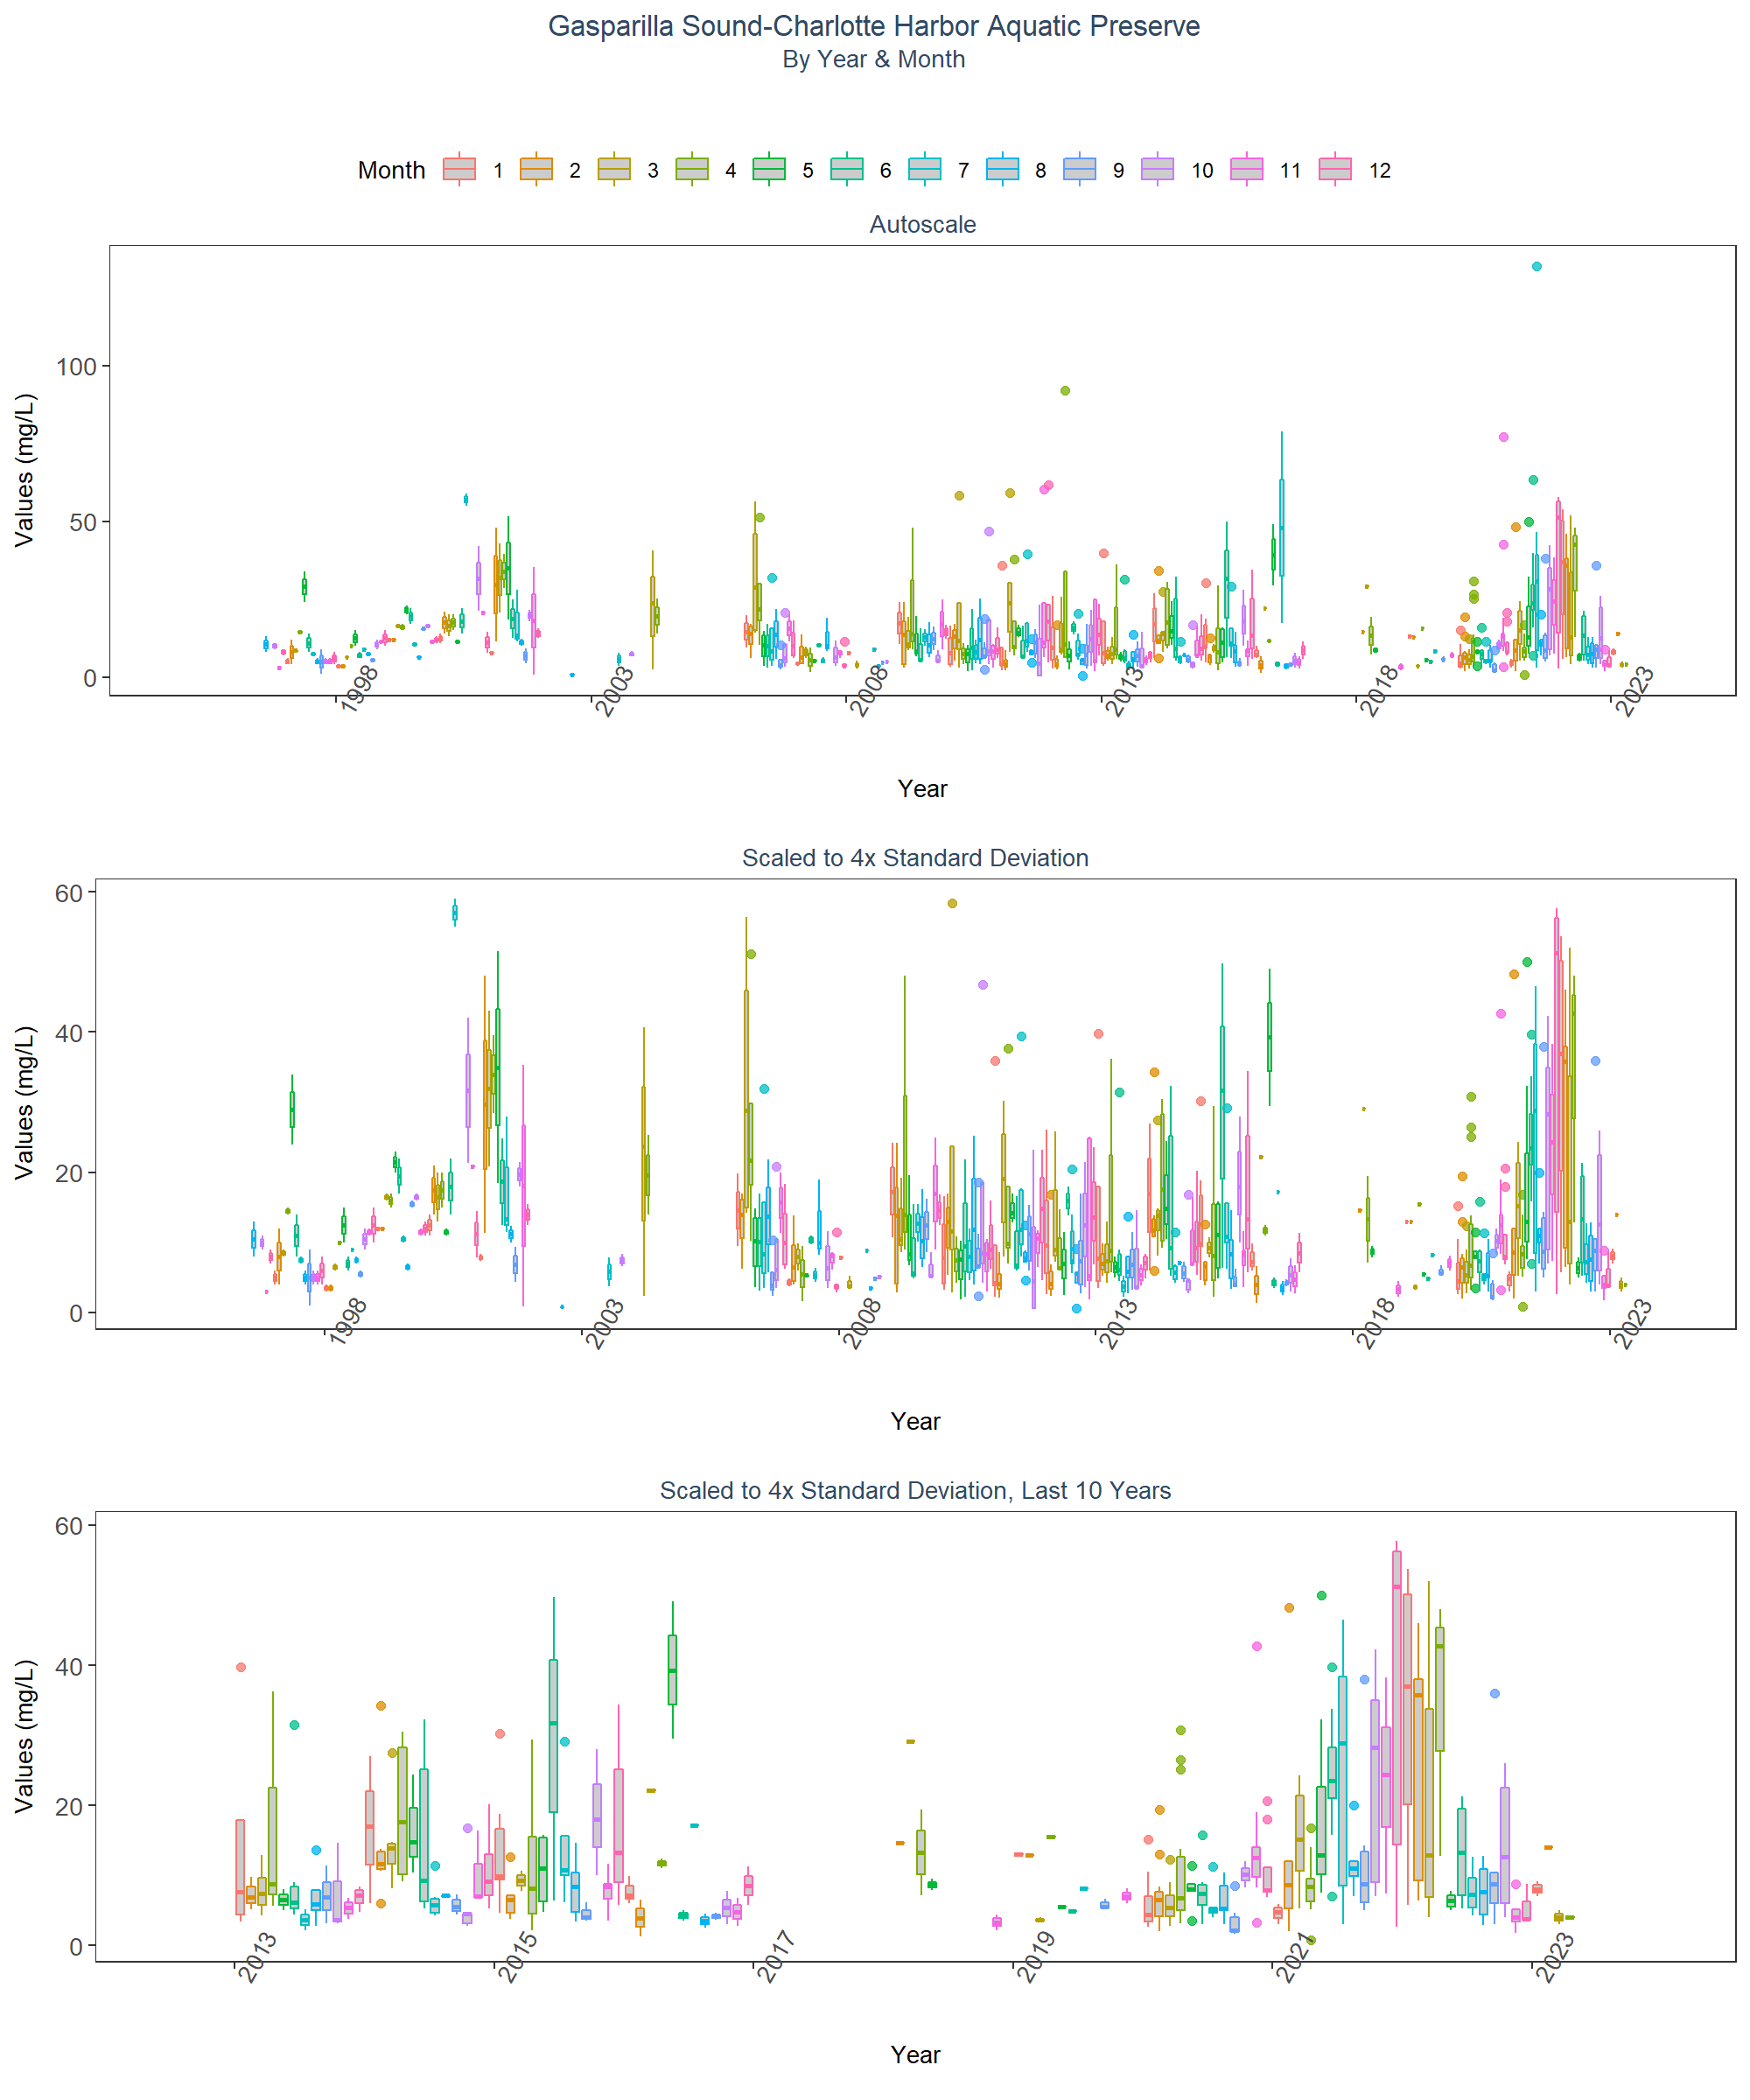 Gasparilla Sound-Charlotte Harbor Aquatic Preserve
By Year & Month
Month 1 2 3 4 5 6 7 8 9 10 11 12
Autoscale
Values (mg/L)
100
50
0
1998 2003 2008 2013 2018 2023
Year
Scaled to 4x Standard Deviation
Values (mg/L)
60
40
20
0
1998 2003 2008 2013 2018 2023
Year
Scaled to 4x Standard Deviation, Last 10 Years
Values (mg/L)
60
40
20
0
2013 2015 2017 2019 2021 2023
Year